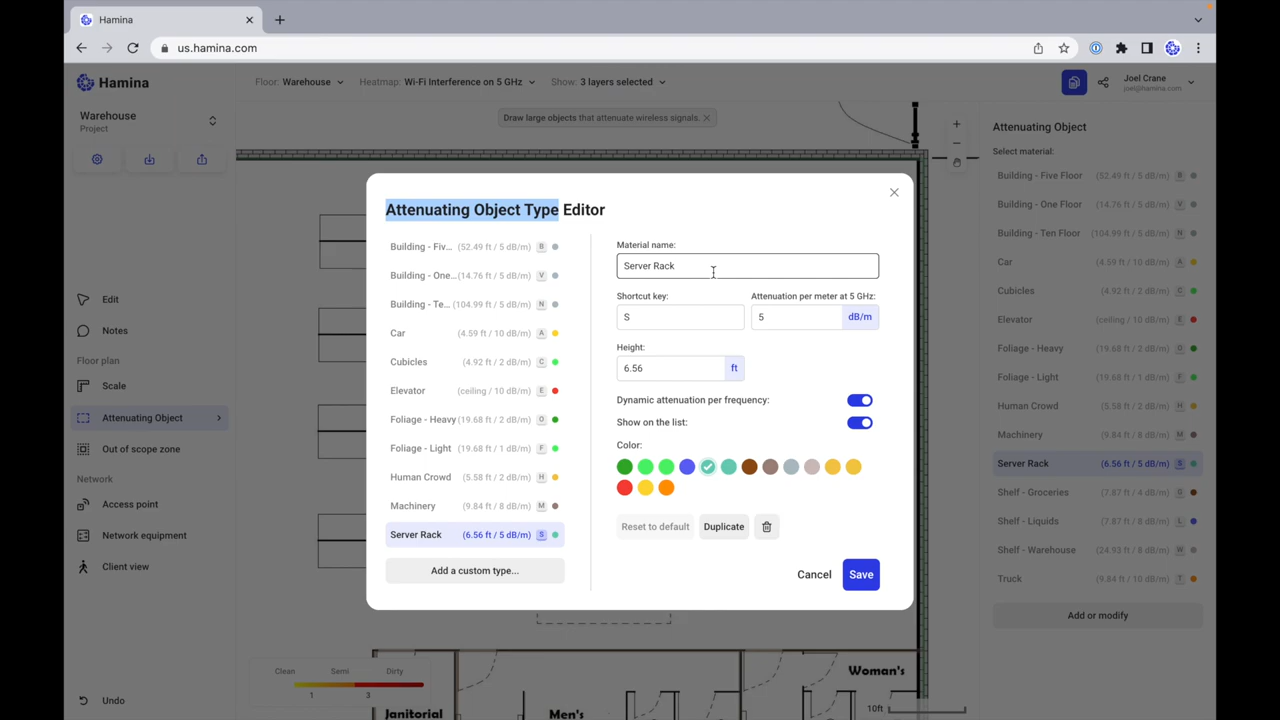 Hamina
us.hamina.com
Hamina
Floor: Warehouse
Heatmap: Wi-Fi Interference on 5 GHz
Show: 3 layers selected
Joel Crane
joel@hamina.com
Warehouse
Project
Draw large objects that attenuate wireless signals.
Edit
Notes
Floor plan
Scale
Attenuating Object
Out of scope zone
Network
Access point
Network equipment
Client view
Undo
Attenuating Object Type Editor
Building - Fiv... (52.49 ft / 5 dB/m) B
Building - One... (14.76 ft / 5 dB/m) V
Building - Te... (104.99 ft / 5 dB/m) N
Car (4.59 ft / 10 dB/m) A
Cubicles (4.92 ft / 2 dB/m) C
Elevator (ceiling / 10 dB/m) E
Foliage - Heavy (19.68 ft / 2 dB/m) O
Foliage - Light (19.68 ft / 1 dB/m) F
Human Crowd (5.58 ft / 2 dB/m) H
Machinery (9.84 ft / 8 dB/m) M
Server Rack (6.56 ft / 5 dB/m) S
Add a custom type...
Material name:
Server Rack
Shortcut key:
Attenuation per meter at 5 GHz:
S
5 dB/m
Height:
6.56 ft
Dynamic attenuation per frequency:
Show on the list:
Color:
Reset to default
Duplicate
Cancel
Save
Attenuating Object
Select material:
Building - Five Floor (52.49 ft / 5 dB/m) B
Building - One Floor (14.76 ft / 5 dB/m) V
Building - Ten Floor (104.99 ft / 5 dB/m) N
Car (4.59 ft / 10 dB/m) A
Cubicles (4.92 ft / 2 dB/m) C
Elevator (ceiling / 10 dB/m) E
Foliage - Heavy (19.68 ft / 2 dB/m) O
Foliage - Light (19.68 ft / 1 dB/m) F
Human Crowd (5.58 ft / 2 dB/m) H
Machinery (9.84 ft / 8 dB/m) M
Server Rack (6.56 ft / 5 dB/m) S
Shelf - Groceries (7.87 ft / 4 dB/m) G
Shelf - Liquids (7.87 ft / 8 dB/m) L
Shelf - Warehouse (24.93 ft / 8 dB/m) W
Truck (9.84 ft / 10 dB/m) T
Add or modify
Clean Semi Dirty
1 3
Woman's
Janitorial
Men's
10ft